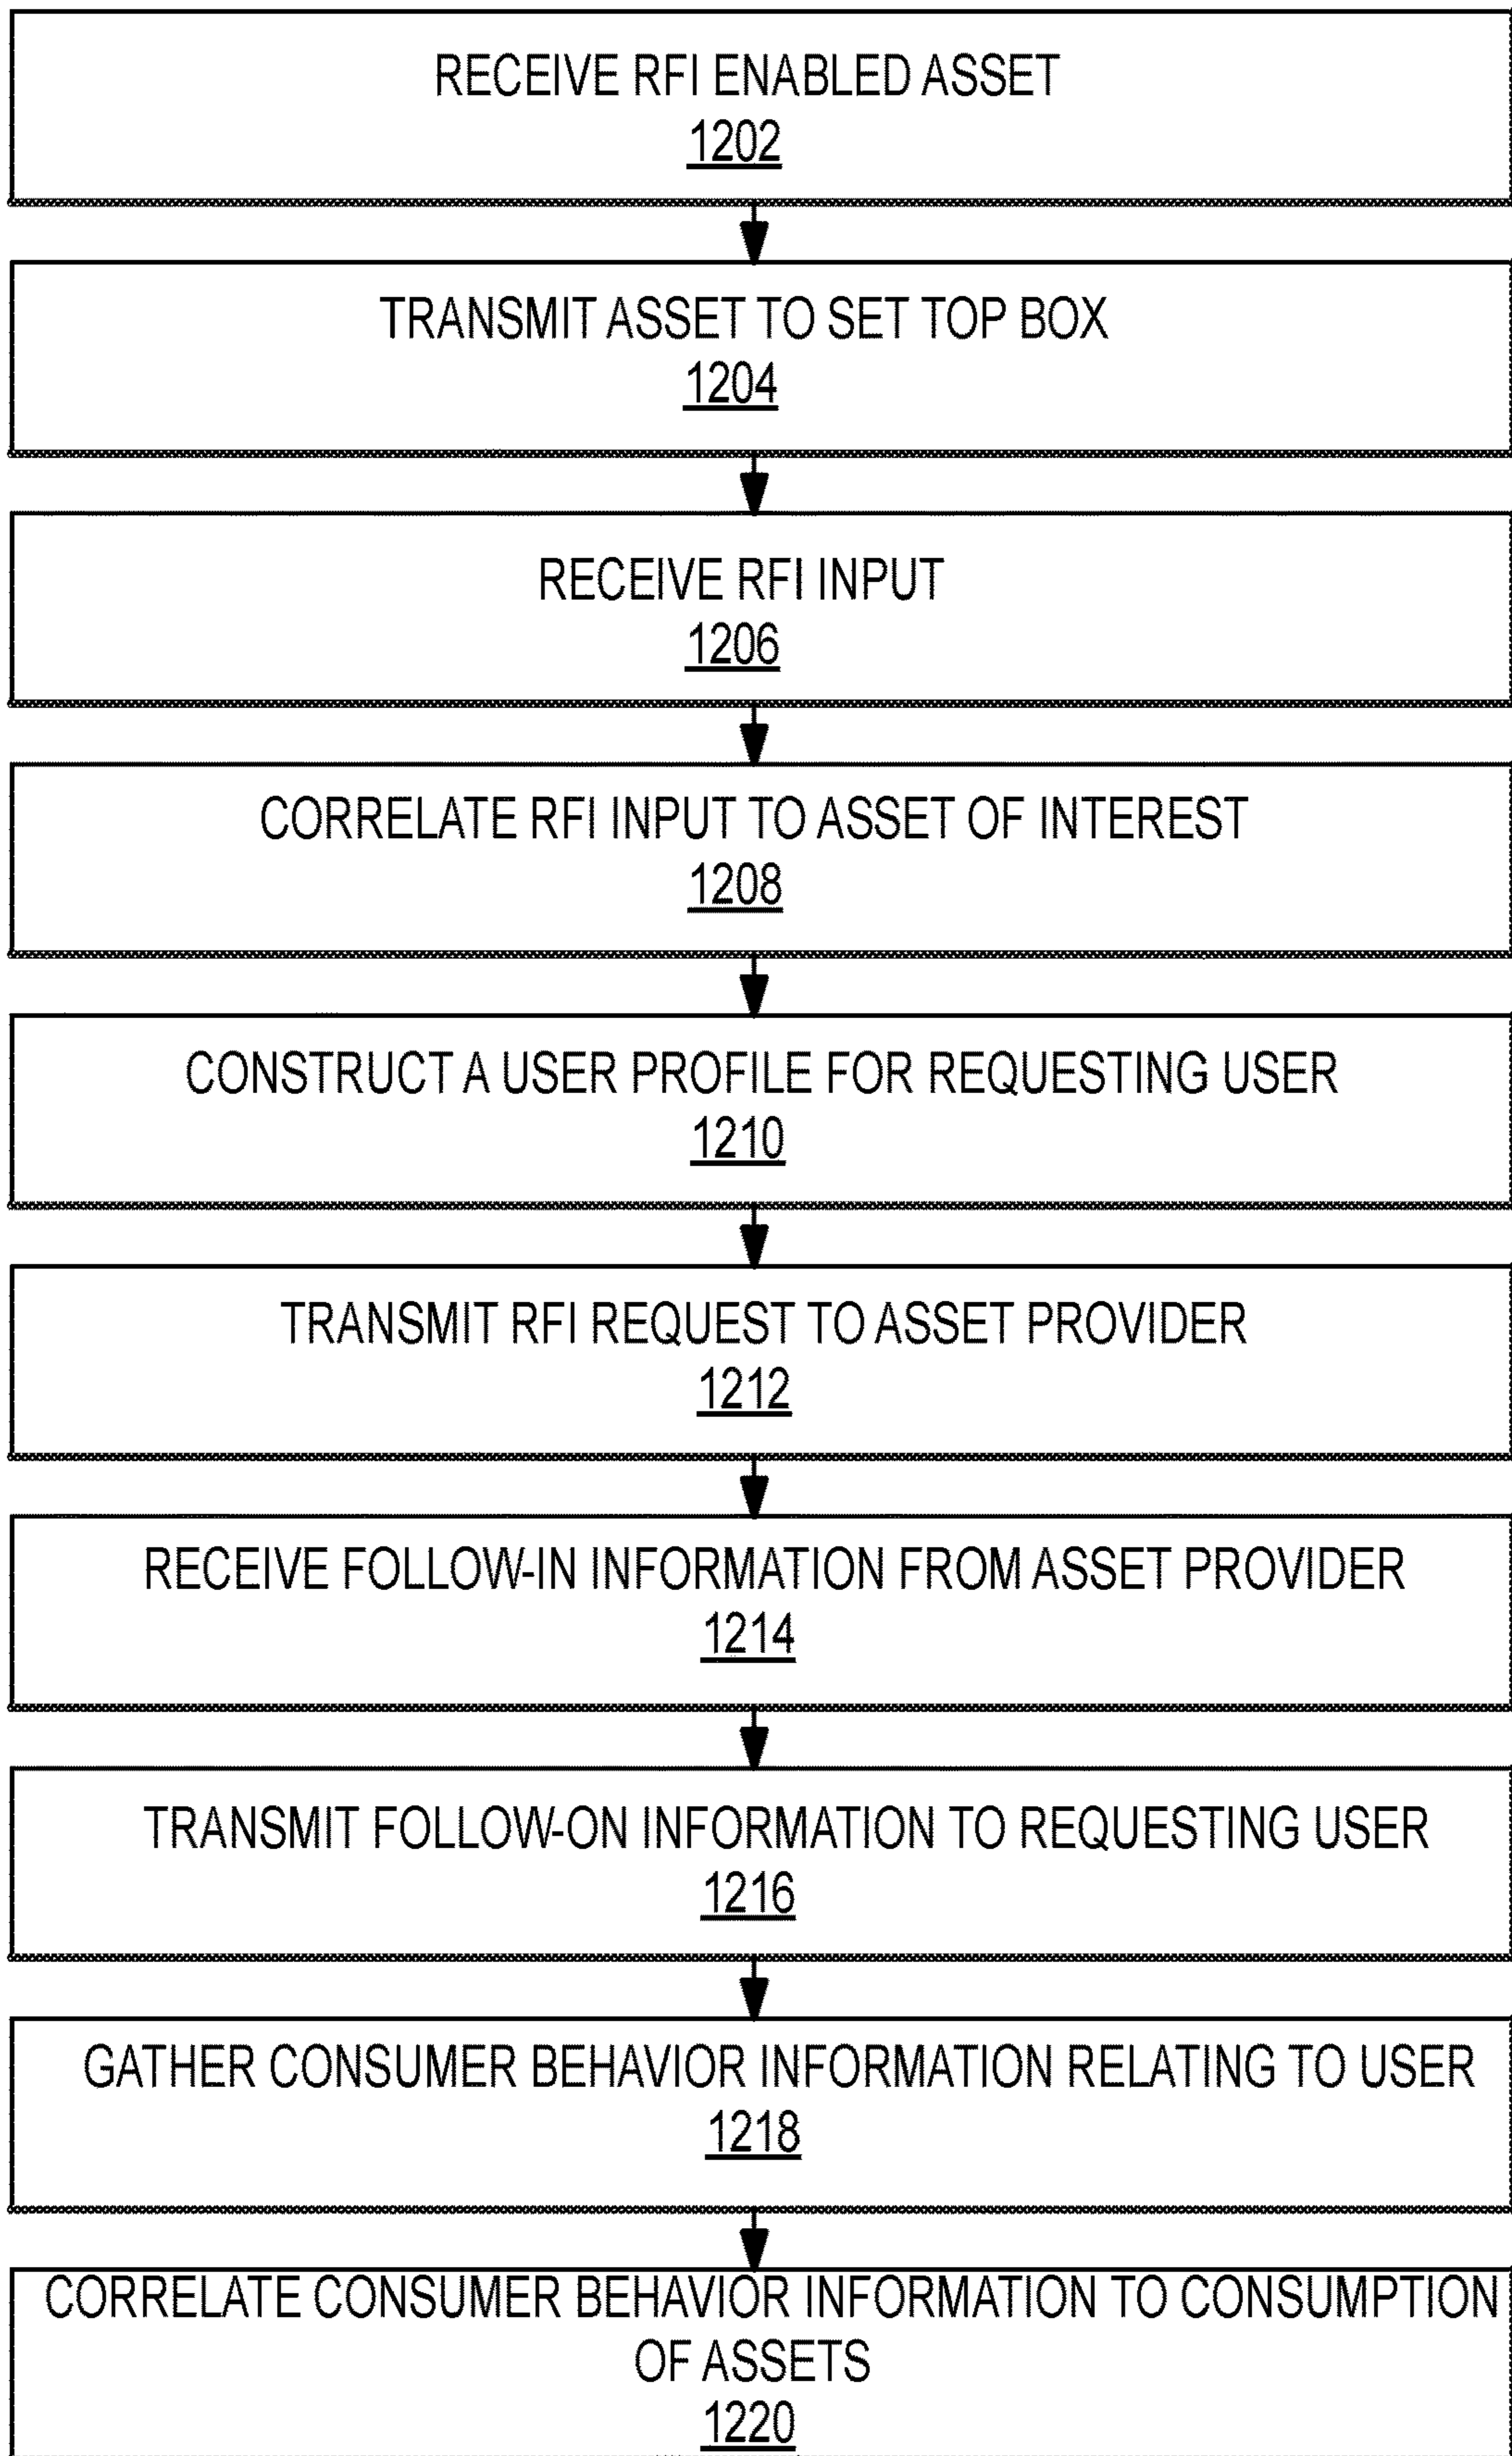 RECEIVE RFI ENABLED ASSET
1202
TRANSMIT ASSET TO SET TOP BOX
1204
RECEIVE RFI INPUT
1206
CORRELATE RFI INPUT TO ASSET OF INTEREST
1208
CONSTRUCT A USER PROFILE FOR REQUESTING USER
1210
TRANSMIT RFI REQUEST TO ASSET PROVIDER
1212
RECEIVE FOLLOW-IN INFORMATION FROM ASSET PROVIDER
1214
TRANSMIT FOLLOW-ON INFORMATION TO REQUESTING USER
1216
GATHER CONSUMER BEHAVIOR INFORMATION RELATING TO USER
1218
CORRELATE CONSUMER BEHAVIOR INFORMATION TO CONSUMPTION
OF ASSETS
1220